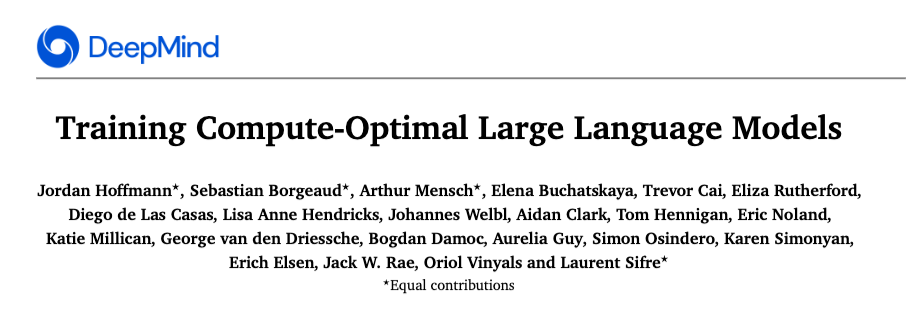 DeepMind
Training Compute-Optimal Large Language Models
Jordan Hoffmann★, Sebastian Borgeaud★, Arthur Mensch★, Elena Buchatskaya, Trevor Cai, Eliza Rutherford,
Diego de Las Casas, Lisa Anne Hendricks, Johannes Welbl, Aidan Clark, Tom Hennigan, Eric Noland,
Katie Millican, George van den Driessche, Bogdan Damoc, Aurelia Guy, Simon Osindero, Karen Simonyan,
Erich Elsen, Jack W. Rae, Oriol Vinyals and Laurent Sifre★
★Equal contributions